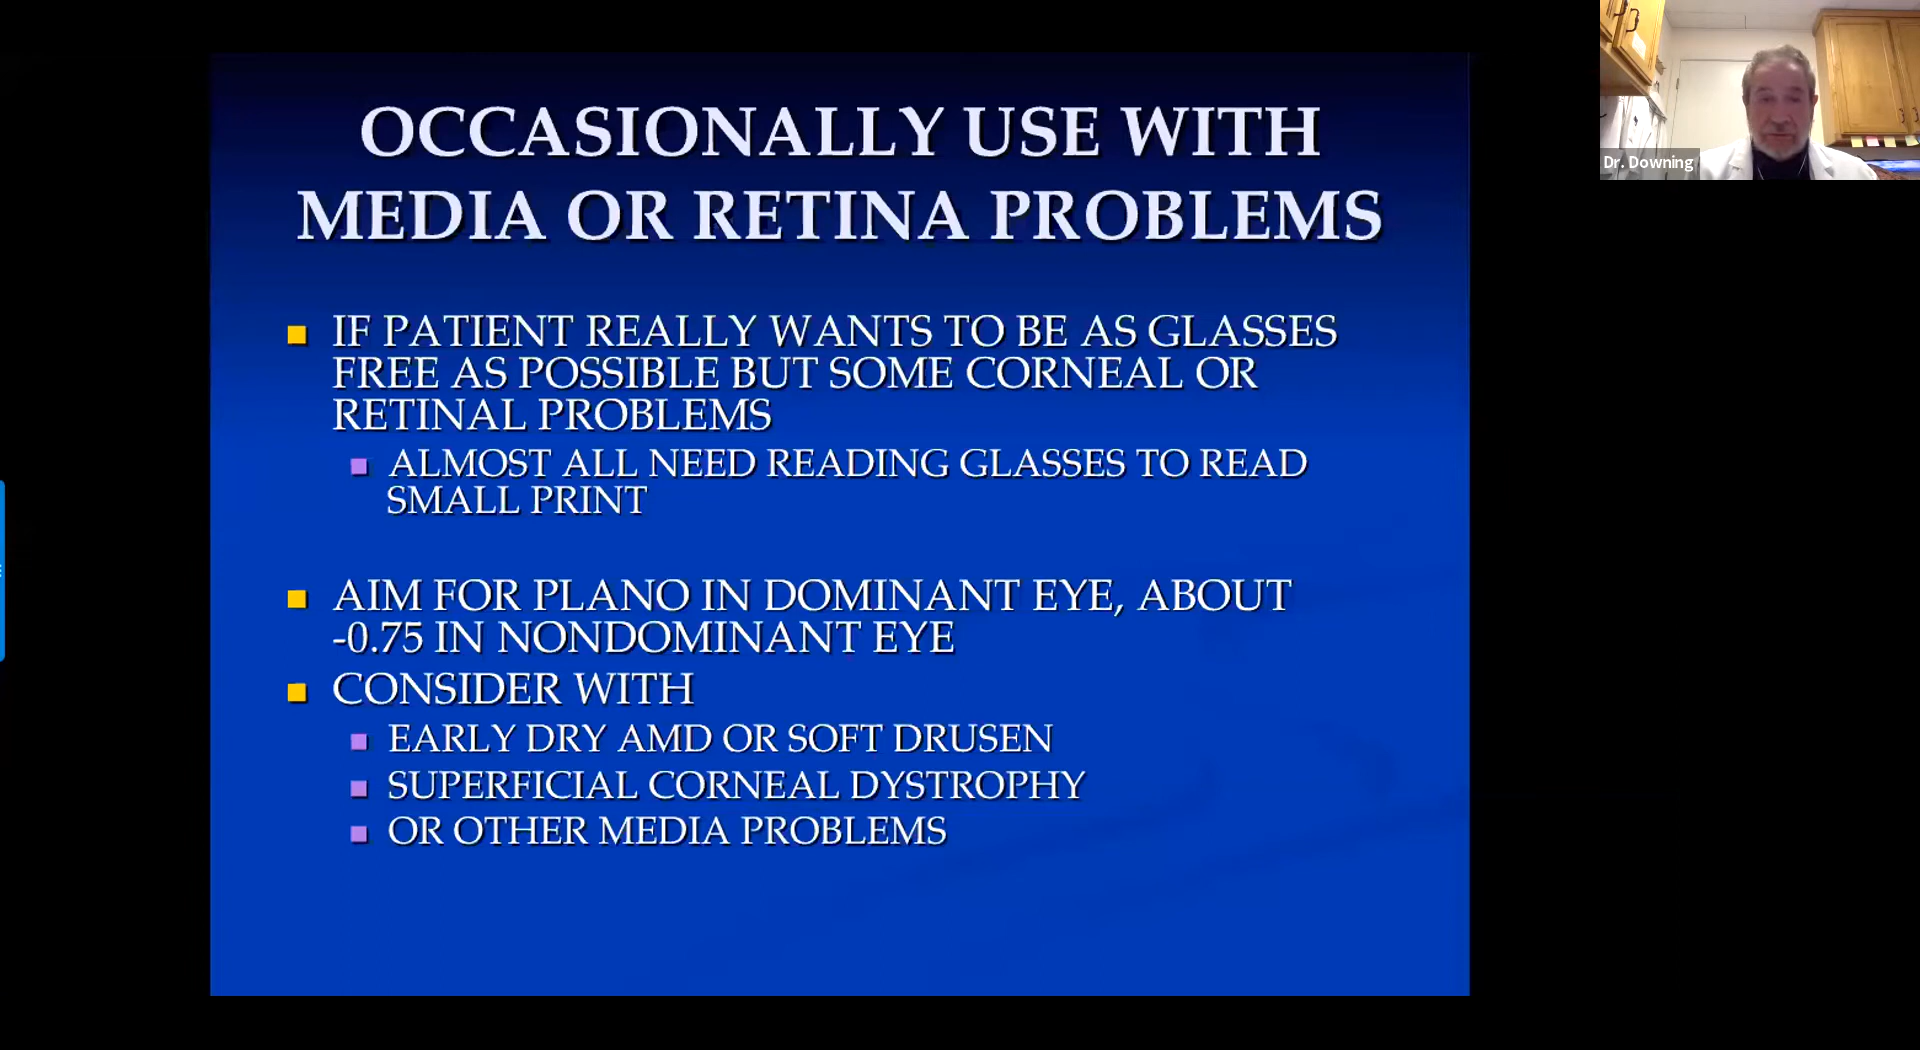 OCCASIONALLY USE WITH
MEDIA OR RETINA PROBLEMS
IF PATIENT REALLY WANTS TO BE AS GLASSES
FREE AS POSSIBLE BUT SOME CORNEAL OR
RETINAL PROBLEMS
ALMOST ALL NEED READING GLASSES TO READ
SMALL PRINT
AIM FOR PLANO IN DOMINANT EYE, ABOUT
-0.75 IN NONDOMINANT EYE
CONSIDER WITH
EARLY DRY AMD OR SOFT DRUSEN
SUPERFICIAL CORNEAL DYSTROPHY
OR OTHER MEDIA PROBLEMS
Dr. Downing